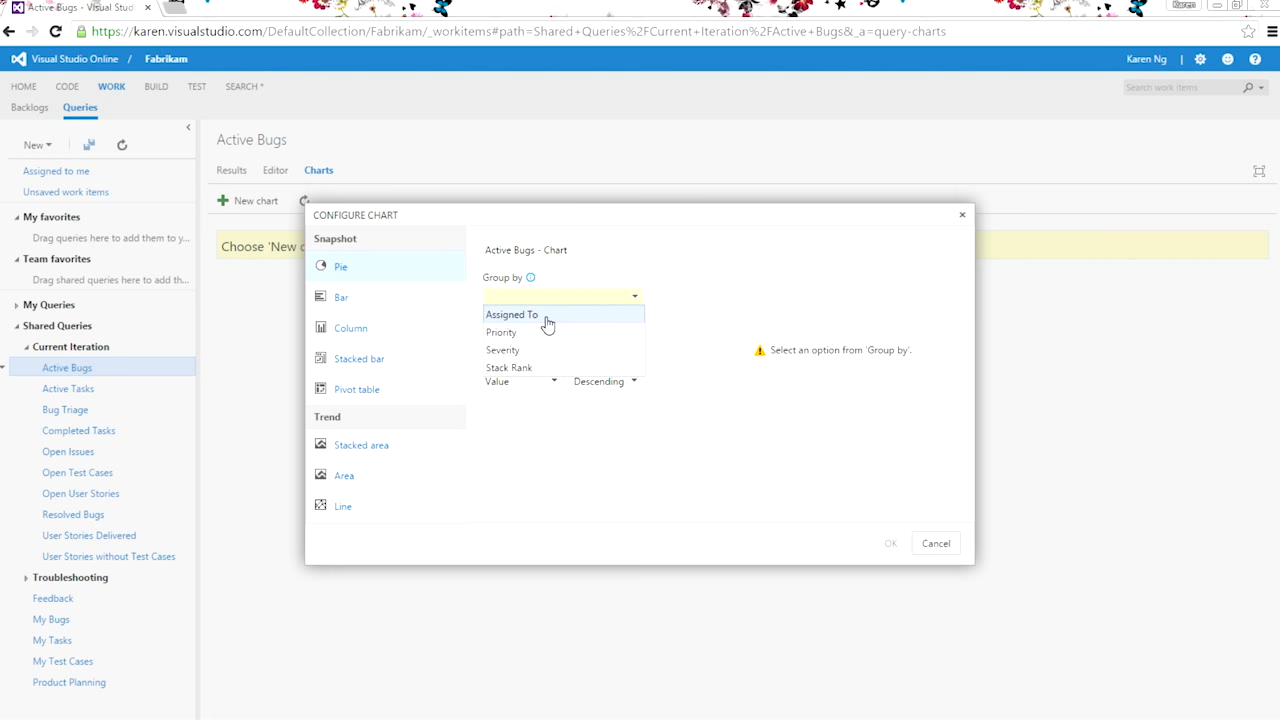 Active Bugs - Visual Stud
Karen
https://karen.visualstudio.com/DefaultCollection/Fabrikam/_workitems#path=Shared+Queries%2FCurrent+Iteration%2FActive+Bugs&_a=query-charts
Visual Studio Online / Fabrikam
Karen Ng
HOME CODE WORK BUILD TEST SEARCH *
Search work items
Backlogs Queries
New
Assigned to me
Unsaved work items
My favorites
Drag queries here to add them to y...
Team favorites
Drag shared queries here to add th...
My Queries
Shared Queries
Current Iteration
Active Bugs
Active Tasks
Bug Triage
Completed Tasks
Open Issues
Open Test Cases
Open User Stories
Resolved Bugs
User Stories Delivered
User Stories without Test Cases
Troubleshooting
Feedback
My Bugs
My Tasks
My Test Cases
Product Planning
Active Bugs
Results Editor Charts
New chart
Choose 'New
CONFIGURE CHART
Snapshot
Pie
Bar
Column
Stacked bar
Pivot table
Trend
Stacked area
Area
Line
Active Bugs - Chart
Group by
Assigned To
Priority
Severity
Stack Rank
Value Descending
Select an option from 'Group by'.
OK Cancel